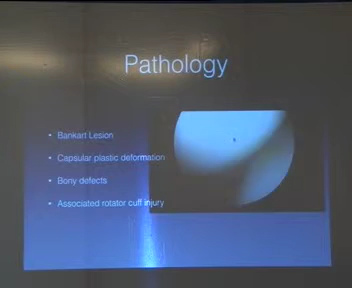 Pathology
• Bankart Lesion
• Capsular plastic deformation
• Bony defects
• Associated rotator cuff injury